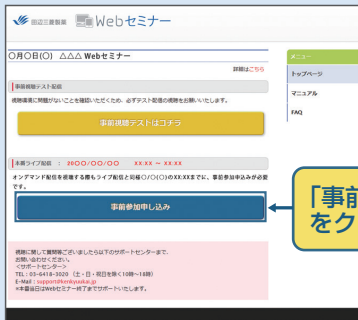 田辺三菱製薬 Webセミナー
〇月〇日(〇) △△△ Webセミナー
詳細はこちら
事前視聴テスト配信
視聴環境に問題がないことを確認いただくため、必ずテスト配信の視聴をお願いいたします。
事前視聴テストはコチラ
本番ライブ配信 : 20〇〇/〇〇/〇〇 XX:XX ~ XX:XX
オンデマンド配信を視聴する際もライブ配信と同様〇/〇(〇)のXX:XXまでに、事前参加申込みが必要
です。
事前参加申し込み
視聴に関して質問等ございましたら以下のサポートセンターまで、
お問い合わせください。
<サポートセンター>
TEL:03-6418-3020 (土・日・祝日を除く10時~18時)
E-Mail:support@kenkyuukai.jp
※本番当日はWebセミナー終了までサポートいたします。
メニュー
トップページ
マニュアル
FAQ
「事前
をク